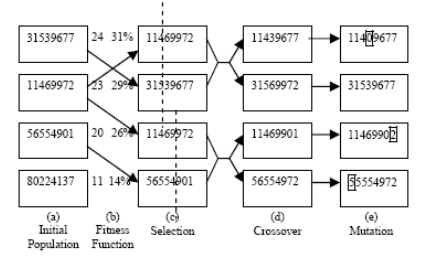 31539677 24 31% 11469972 11439677 11409677
11469972 23 29% 31539677 31569972 31539677
56554901 20 26% 11469972 11469901 11469902
80224137 11 14% 56554901 56554972 55554972
(a) (b) (c) (d) (e)
Initial Fitness Selection Crossover Mutation
Population Function